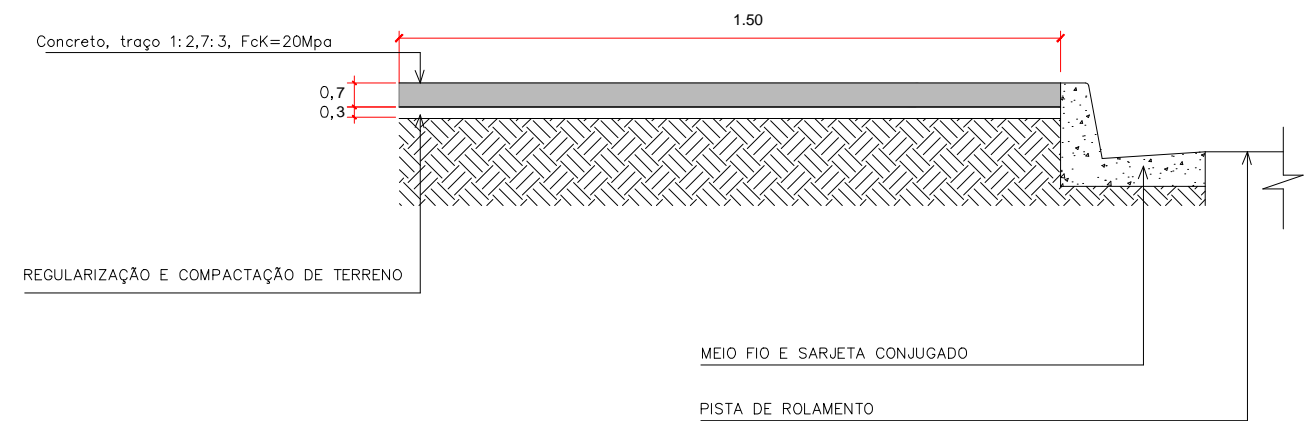 1.50
Concreto, traço 1:2,7:3, FcK=20Mpa
0,7
0,3
REGULARIZAÇÃO E COMPACTAÇÃO DE TERRENO
MEIO FIO E SARJETA CONJUGADO
PISTA DE ROLAMENTO